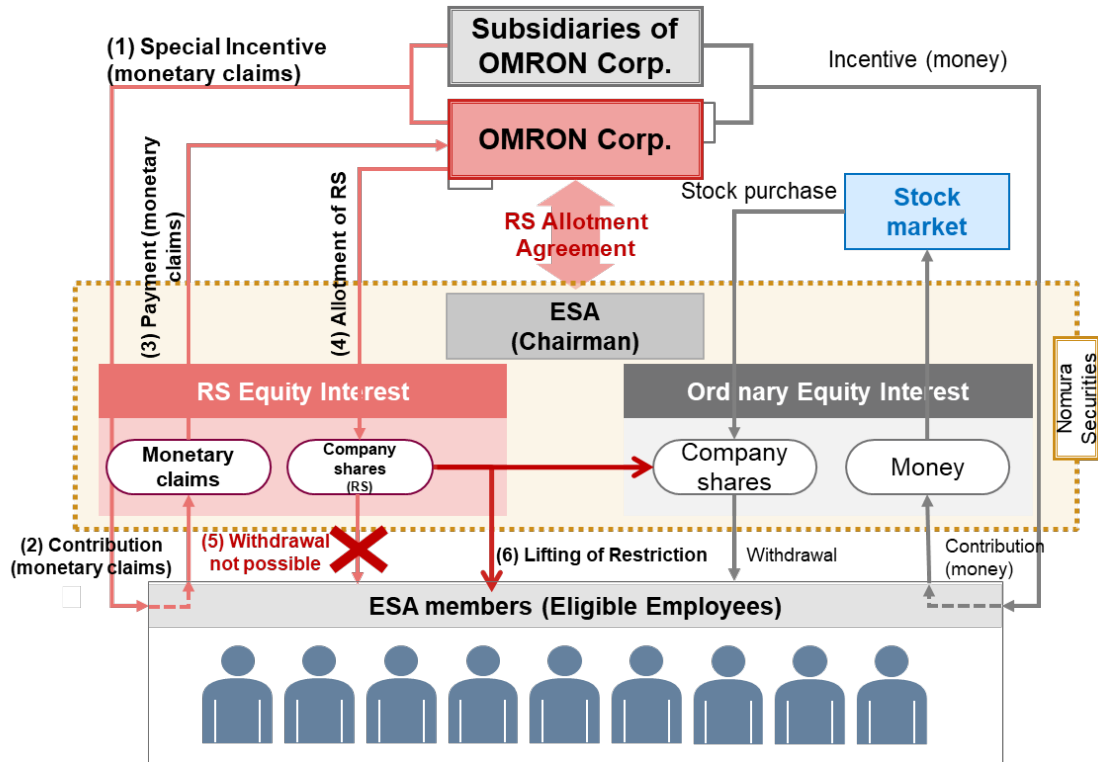 (1) Special Incentive
(monetary claims)
Subsidiaries of
OMRON Corp.
Incentive (money)
OMRON Corp.
(3) Payment (monetary
claims)
(4) Allotment of RS
RS Allotment
Agreement
Stock purchase
Stock
market
ESA
(Chairman)
Nomura
Securities
RS Equity Interest
Ordinary Equity Interest
Monetary
claims
Company
shares
(RS)
Company
shares
Money
(2) Contribution
(monetary claims)
(5) Withdrawal
not possible
(6) Lifting of Restriction
Withdrawal
Contribution
(money)
ESA members (Eligible Employees)